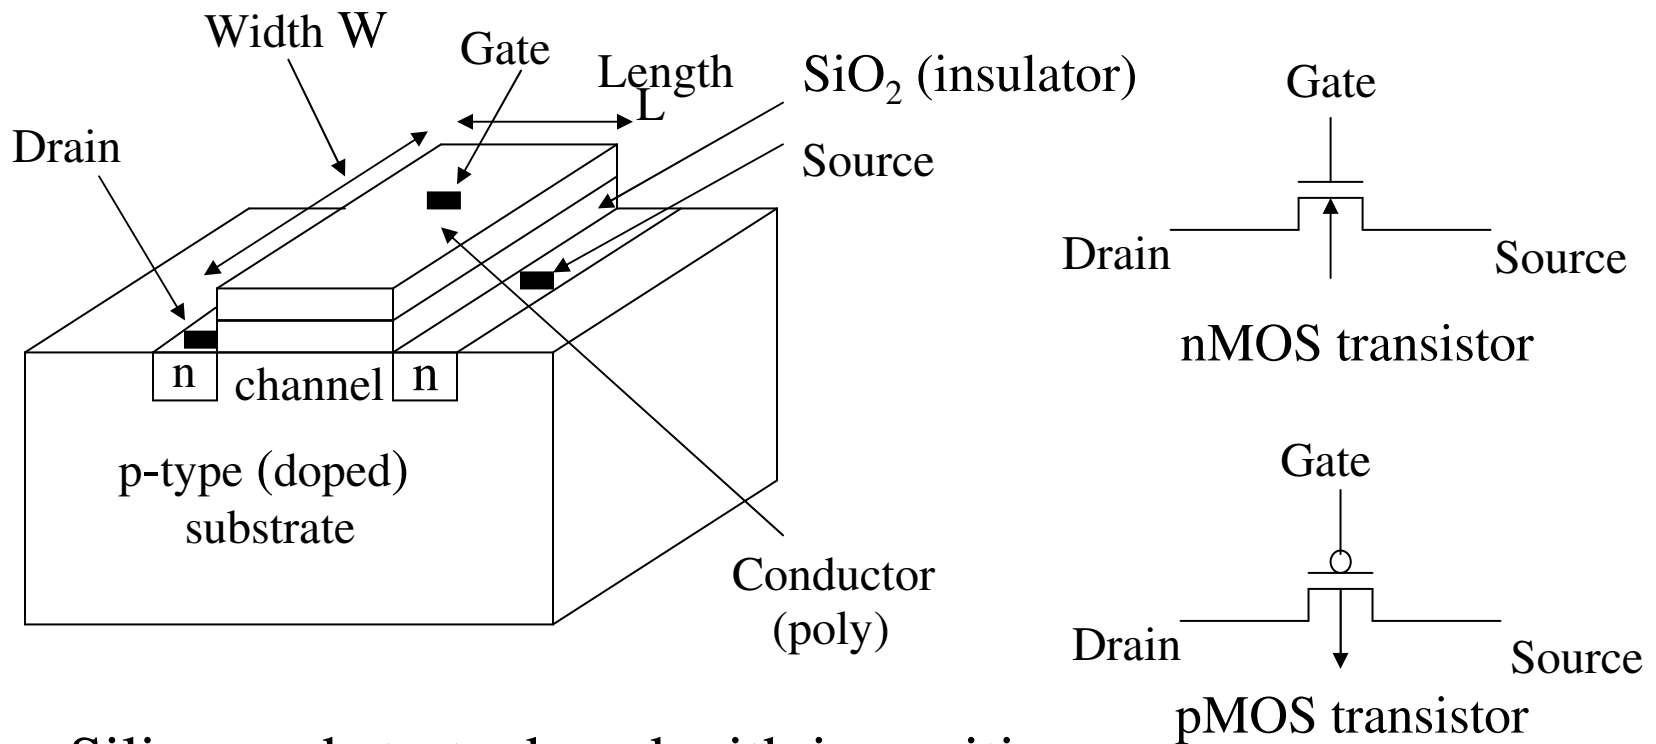 Width W
Gate
Length
L
SiO₂ (insulator)
Source
Drain
n
channel
n
p-type (doped)
substrate
Conductor
(poly)
Gate
Drain
Source
nMOS transistor
Gate
Drain
Source
pMOS transistor